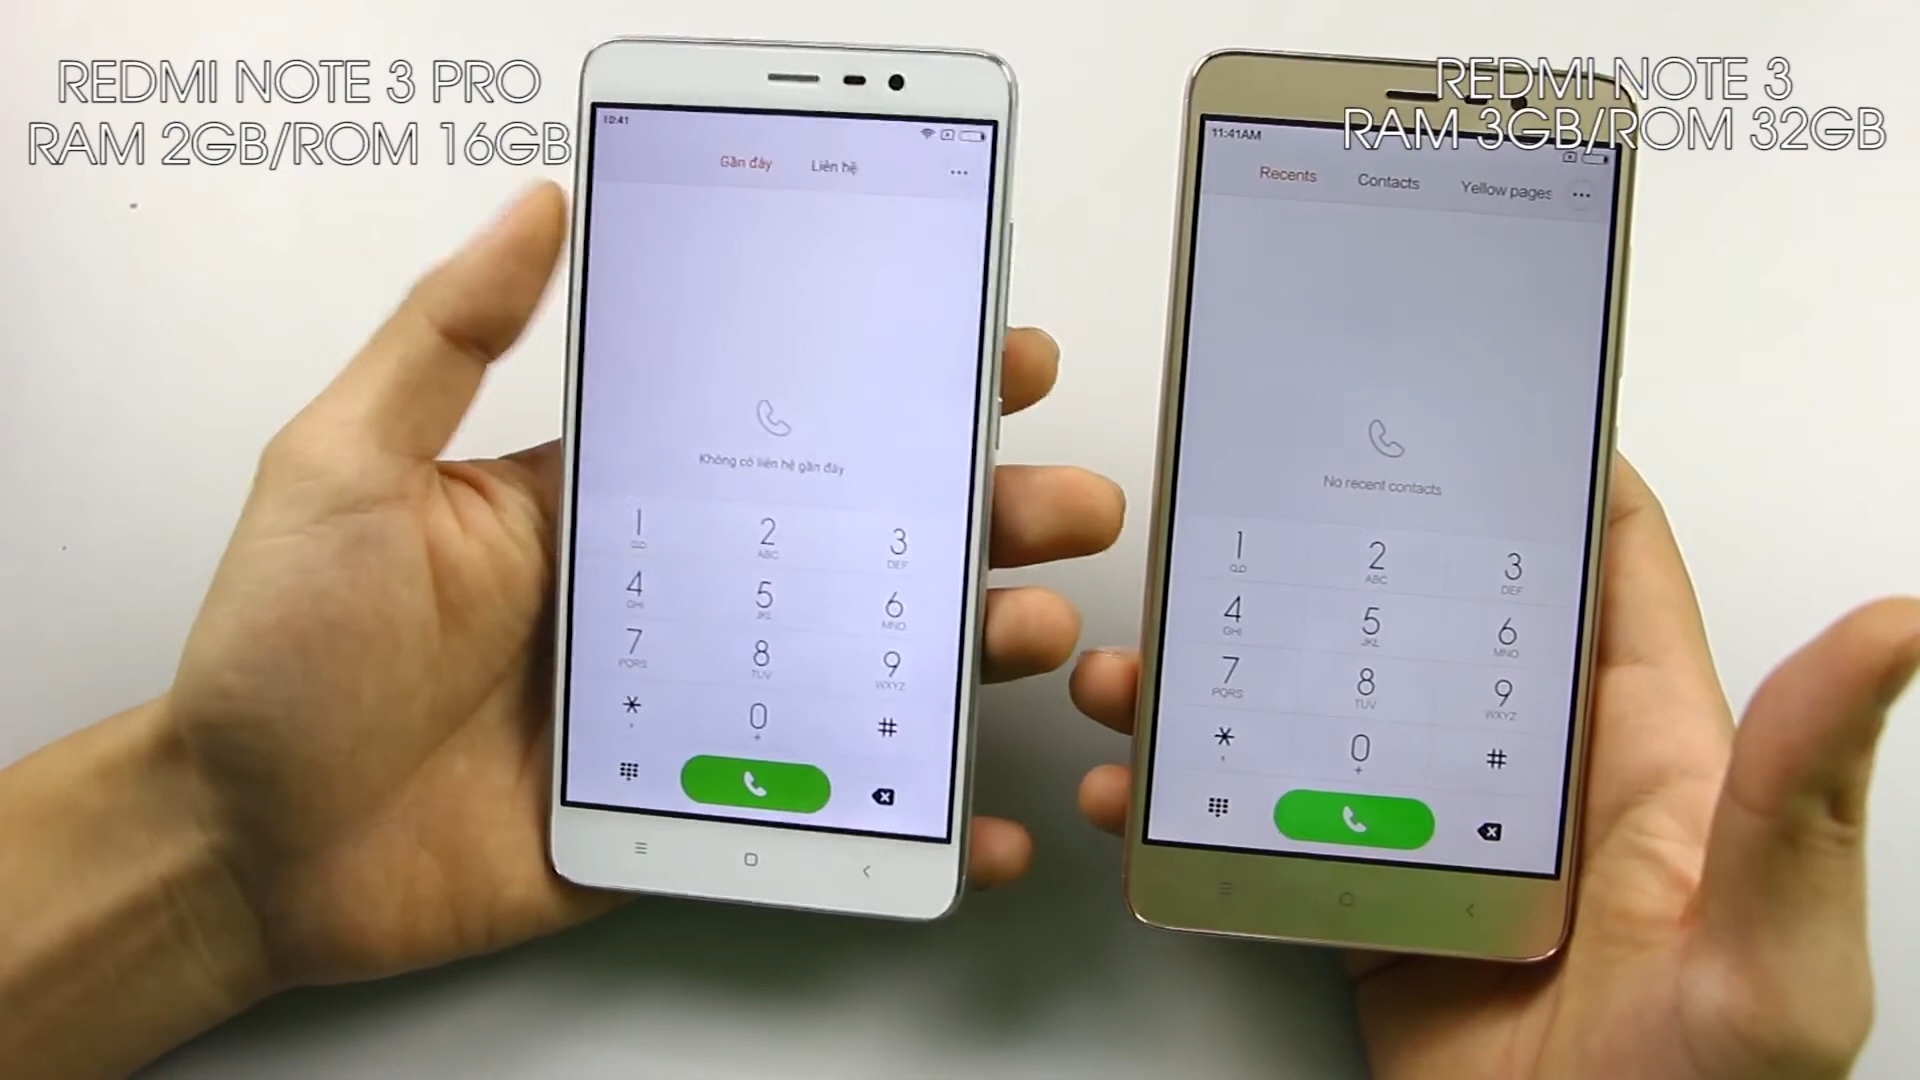 REDMI NOTE 3 PRO
RAM 2GB/ROM 16GB
REDMI NOTE 3
RAM 3GB/ROM 32GB
10:41
Gần đây Liên hệ
Không có liên hệ gần đây
1 2 3
ABC DEF
4 5 6
GHI JKL MNO
7 8 9
PQRS TUV WXYZ
* 0 #
, +
11:41AM
Recents Contacts Yellow pages
No recent contacts
1 2 3
ABC DEF
4 5 6
GHI JKL MNO
7 8 9
PQRS TUV WXYZ
* 0 #
, +